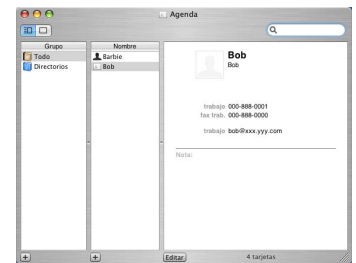 Agenda
Grupo
Todo
Directorios
Nombre
Barbie
Bob
Bob
Bob
trabajo 000-888-0001
fax trab. 000-888-0000
trabajo bob@xxx.yyy.com
Nota:
Editar
4 tarjetas